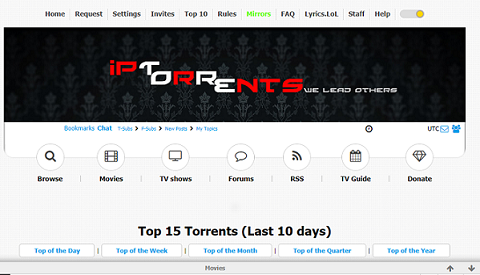 Home Request Settings Invites Top 10 Rules Mirrors FAQ Lyrics.LoL Staff Help
iPTORRENTS WE LEAD OTHERS
Bookmarks Chat T-Subs F-Subs New Posts My Topics UTC
Browse | Movies | TV shows | Forums | RSS | TV Guide | Donate
Top 15 Torrents (Last 10 days)
Top of the Day | Top of the Week | Top of the Month | Top of the Quarter | Top of the Year
Movies